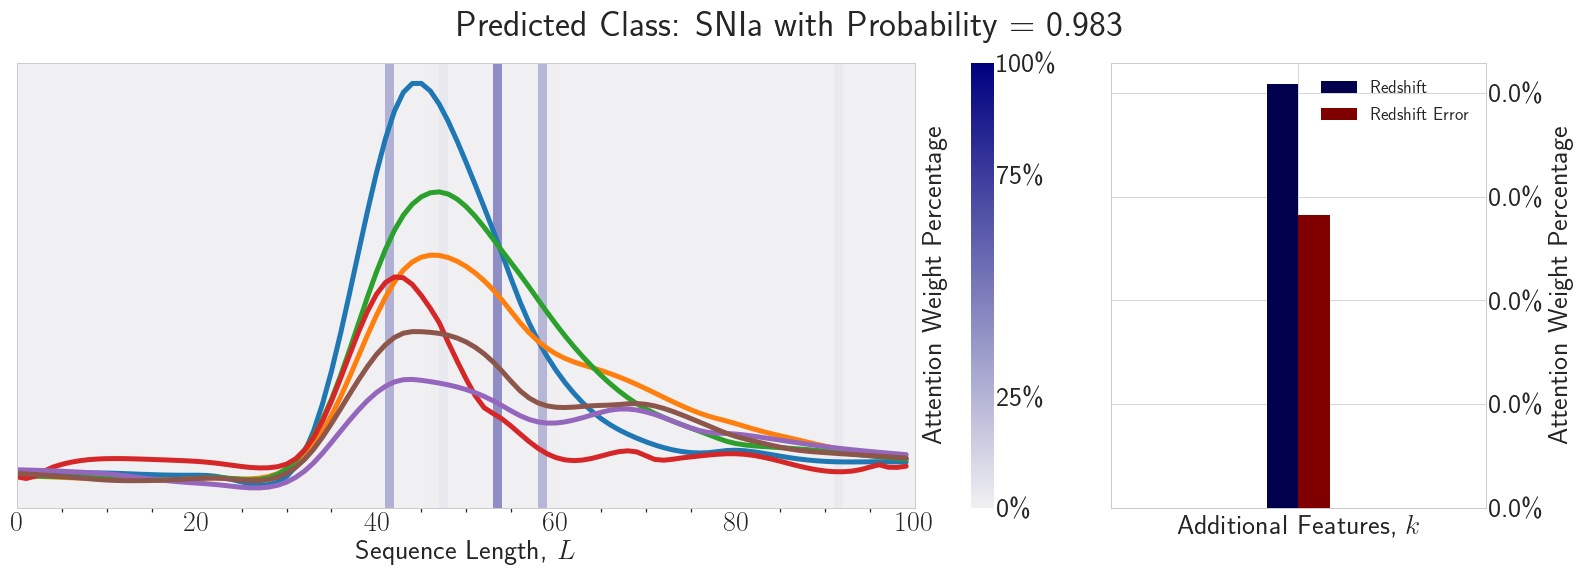 Predicted Class: SNIa with Probability = 0.983
0 20 40 60 80 100
Sequence Length, L
100%
75%
25%
0%
Attention Weight Percentage
Redshift
Redshift Error
0.0%
0.0%
0.0%
0.0%
0.0%
Attention Weight Percentage
Additional Features, k